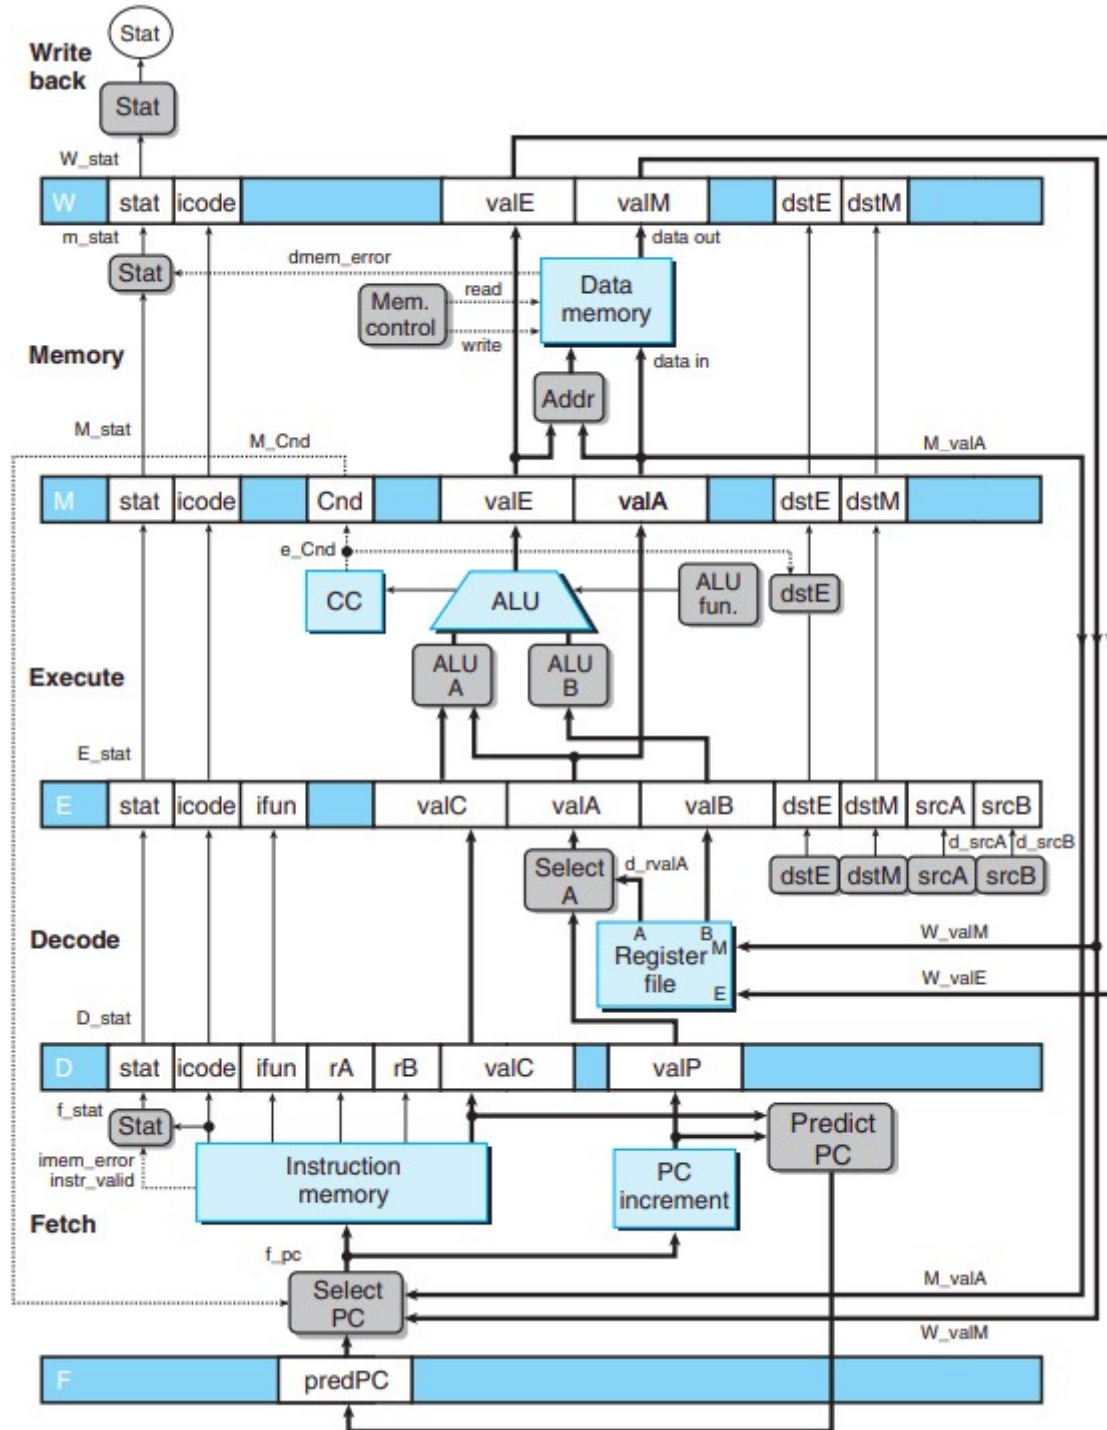 Stat
Write
back
Stat
W_stat
W stat icode valE valM dstE dstM
m_stat
data out
dmem_error
Stat
Data
memory
read
Mem.
control
write
Memory
data in
Addr
M_stat
M_Cnd
M_valA
M stat icode Cnd valE valA dstE dstM
e_Cnd
CC
ALU
ALU
fun.
dstE
ALU
A
ALU
B
Execute
E_stat
E stat icode ifun valC valA valB dstE dstM srcA srcB
d_srcA d_srcB
Select
A
d_rvalA
dstE dstM srcA srcB
Decode
A B
M
Register
file
E
W_valM
W_valE
D_stat
D stat icode ifun rA rB valC valP
f_stat
Stat
Predict
PC
imem_error
instr_valid
Instruction
memory
PC
increment
Fetch
f_pc
Select
PC
M_valA
W_valM
F predPC